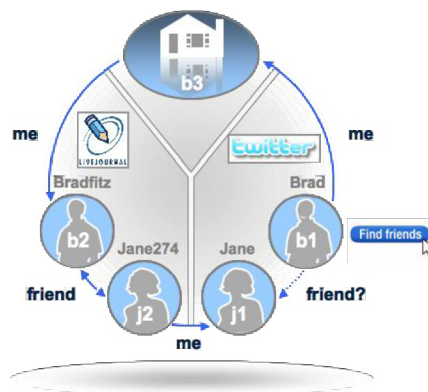 b3
me
me
LIVEJOURNAL
twitter
Bradfitz
Brad
b2
b1
Find friends
Jane274
Jane
friend
friend?
j2
j1
me